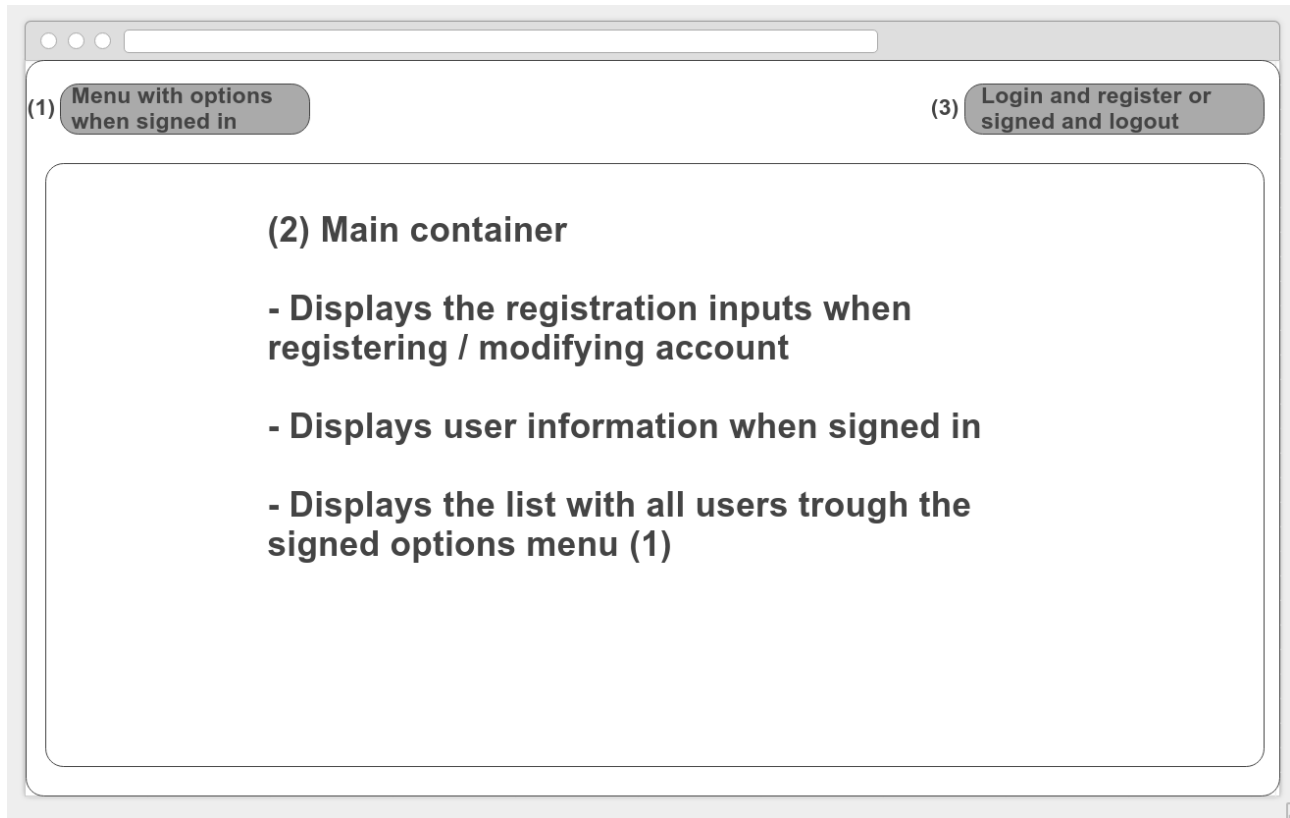 (1)
Menu with options
when signed in
(3)
Login and register or
signed and logout
(2) Main container
- Displays the registration inputs when
registering / modifying account
- Displays user information when signed in
- Displays the list with all users trough the
signed options menu (1)